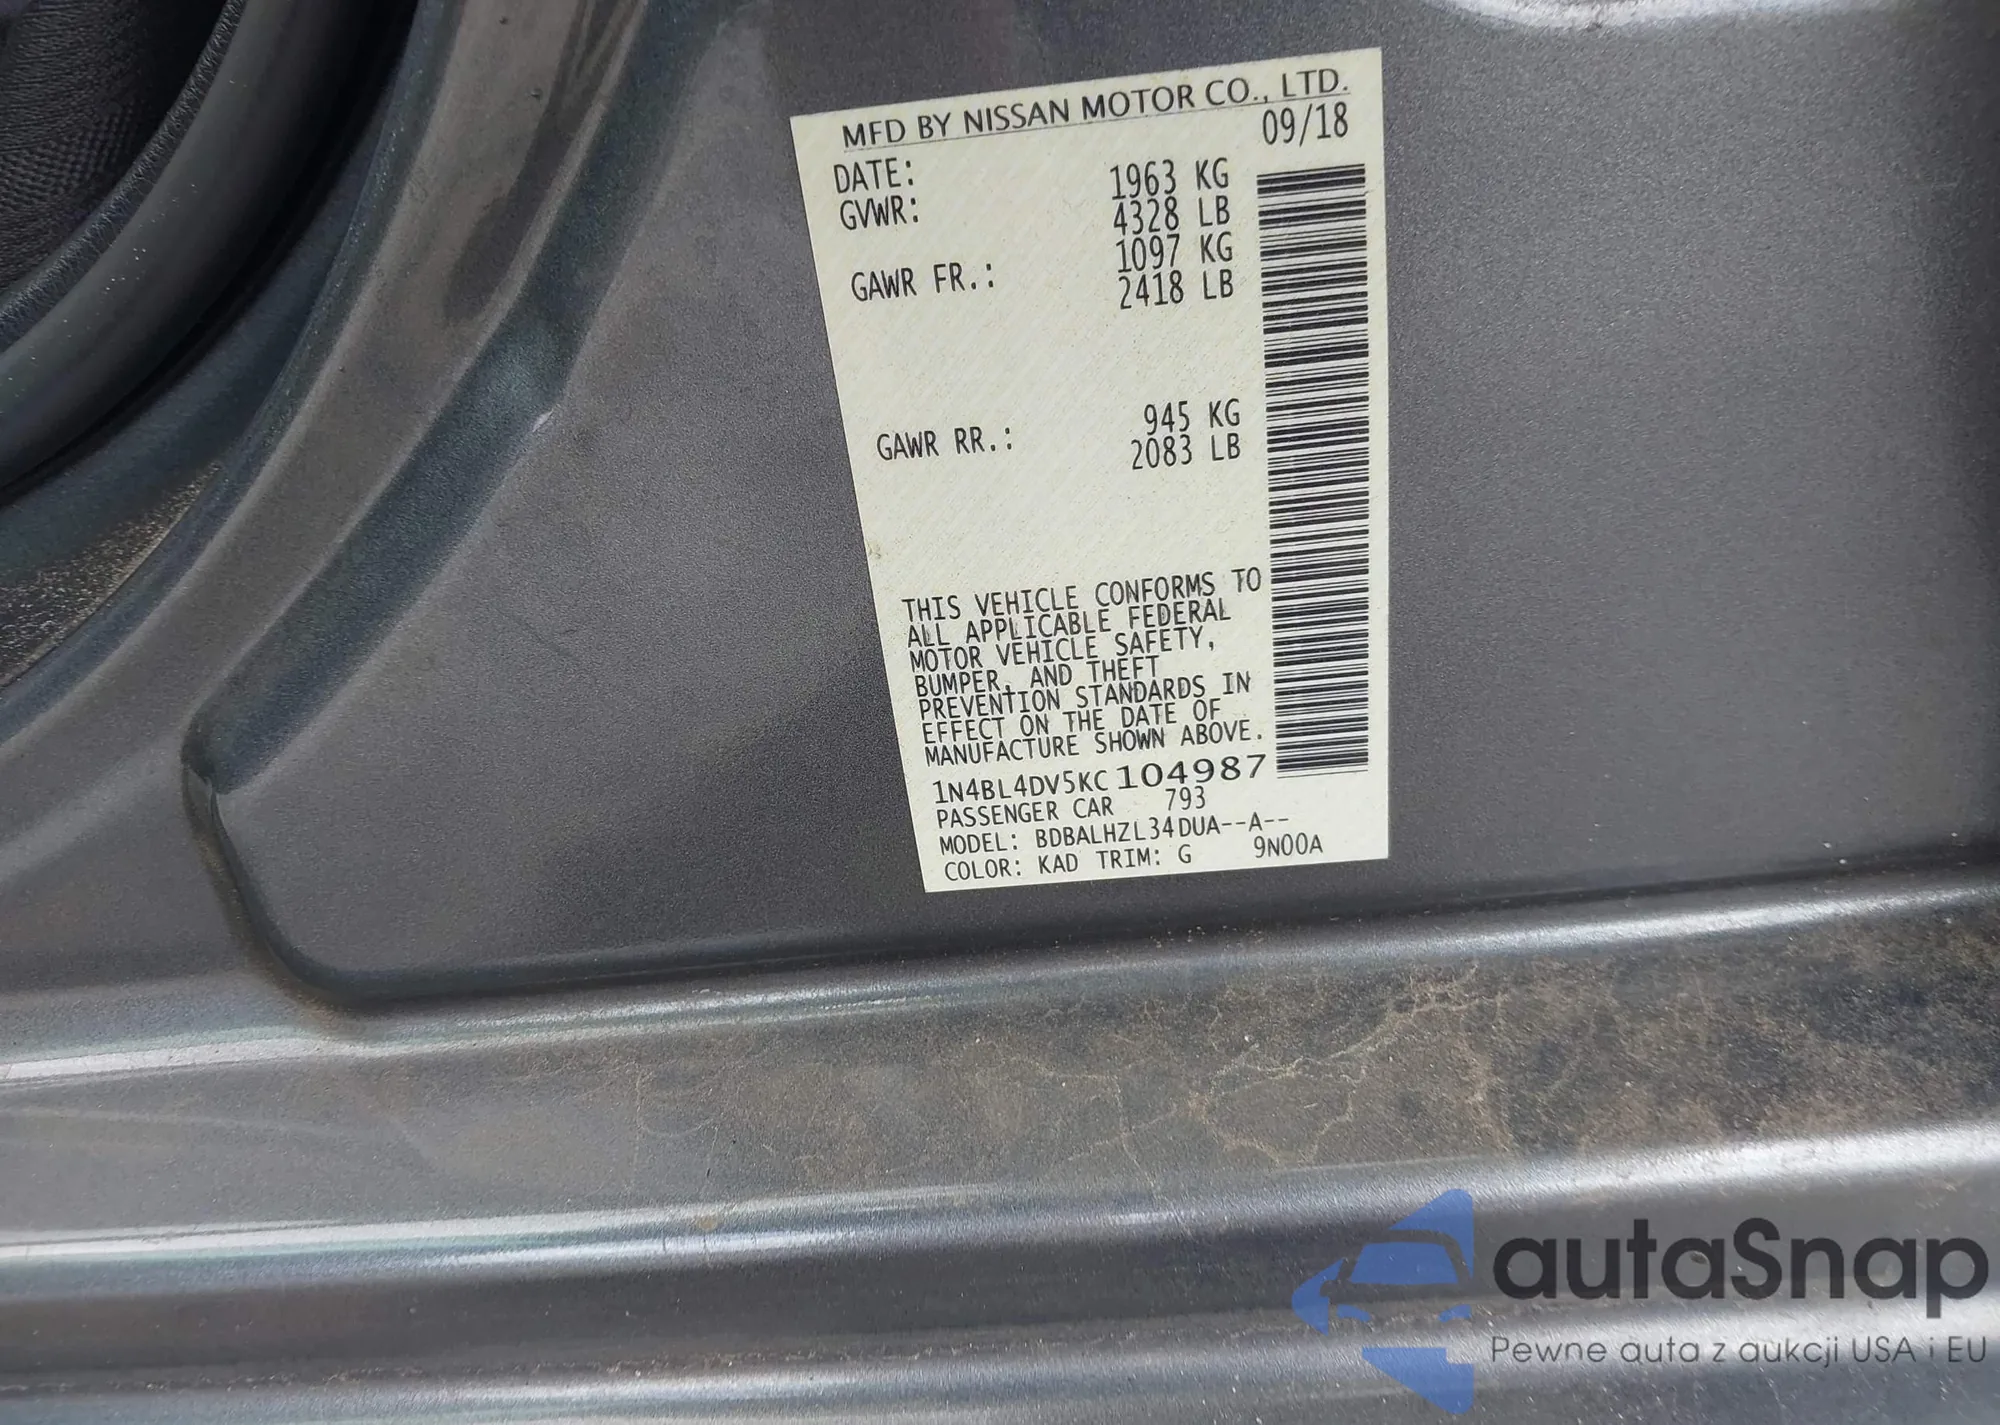 MFD BY NISSAN MOTOR CO., LTD.
DATE: 09/18
GVWR: 1963 KG
4328 LB
GAWR FR.: 1097 KG
2418 LB
GAWR RR.: 945 KG
2083 LB
THIS VEHICLE CONFORMS TO
ALL APPLICABLE FEDERAL
MOTOR VEHICLE SAFETY,
BUMPER, AND THEFT
PREVENTION STANDARDS IN
EFFECT ON THE DATE OF
MANUFACTURE SHOWN ABOVE.
1N4BL4DV5KC104987
PASSENGER CAR 793
MODEL: BDBALHZL34DUA--A--
COLOR: KAD TRIM: G 9N00A
autaSnap
Pewne auta z aukcji USA i EU